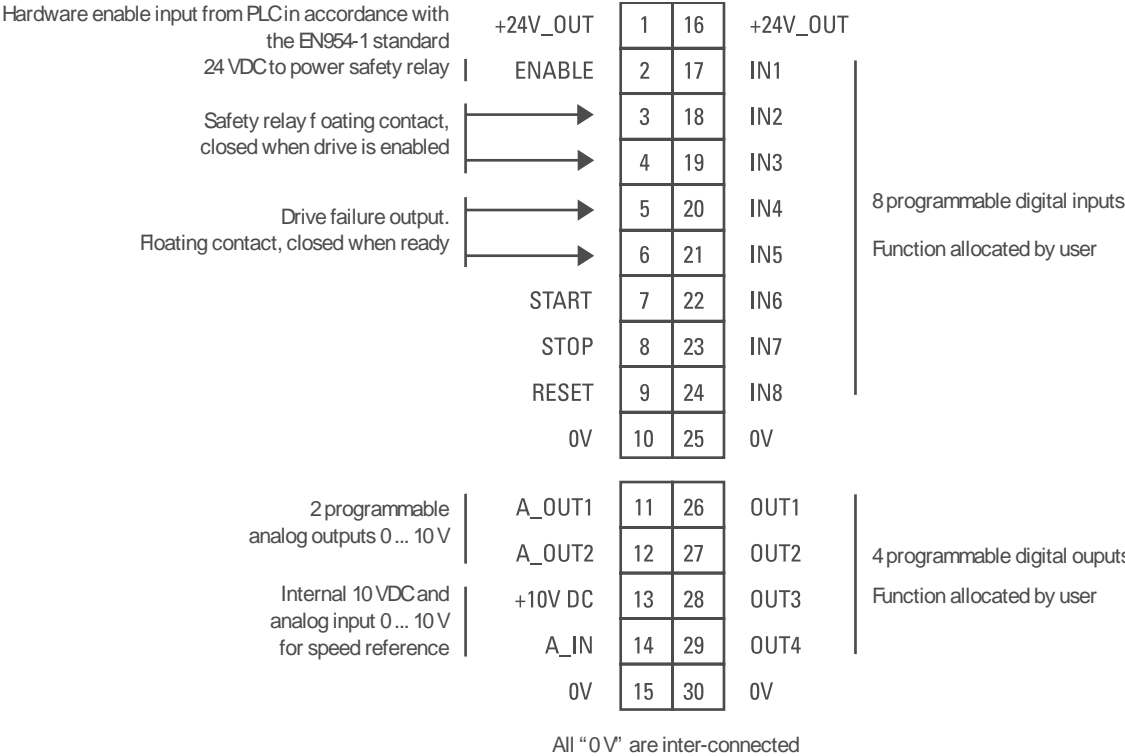 Hardware enable input from PLC in accordance with
the EN954-1 standard
24 VDC to power safety relay
Safety relay f oating contact,
closed when drive is enabled
Drive failure output.
Floating contact, closed when ready
+24V_OUT 1 16 +24V_OUT
ENABLE 2 17 IN1
3 18 IN2
4 19 IN3
5 20 IN4
6 21 IN5
START 7 22 IN6
STOP 8 23 IN7
RESET 9 24 IN8
0V 10 25 0V
8 programmable digital inputs
Function allocated by user
2 programmable
analog outputs 0 ... 10 V
Internal 10 VDC and
analog input 0 ... 10 V
for speed reference
A_OUT1 11 26 OUT1
A_OUT2 12 27 OUT2
+10V DC 13 28 OUT3
A_IN 14 29 OUT4
0V 15 30 0V
4 programmable digital ouputs
Function allocated by user
All “0 V” are inter-connected